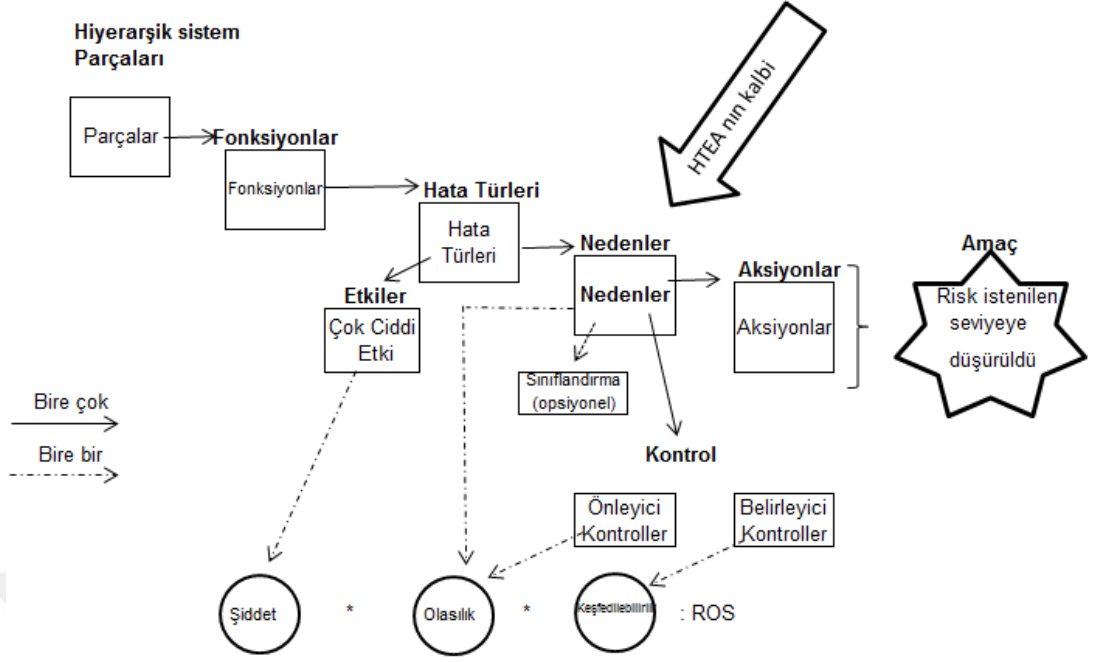 Hiyerarşik sistem
Parçaları
HTEA nın kalbi
Parçalar
Fonksiyonlar
Fonksiyonlar
Hata Türleri
Hata
Türleri
Nedenler
Nedenler
Aksiyonlar
Aksiyonlar
Amaç
Risk istenilen
seviyeye
düşürüldü
Etkiler
Çok Ciddi
Etki
Sınıflandırma
(opsiyonel)
Bire çok
Bire bir
Kontrol
Önleyici
Kontroller
Belirleyici
Kontroller
Şiddet
*
Olasılık
*
: ROS